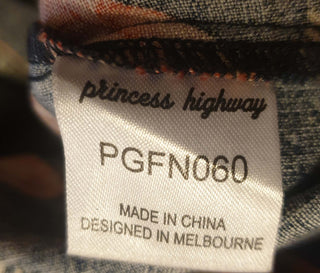 princess highway
PGFN060
MADE IN CHINA
DESIGNED IN MELBOURNE